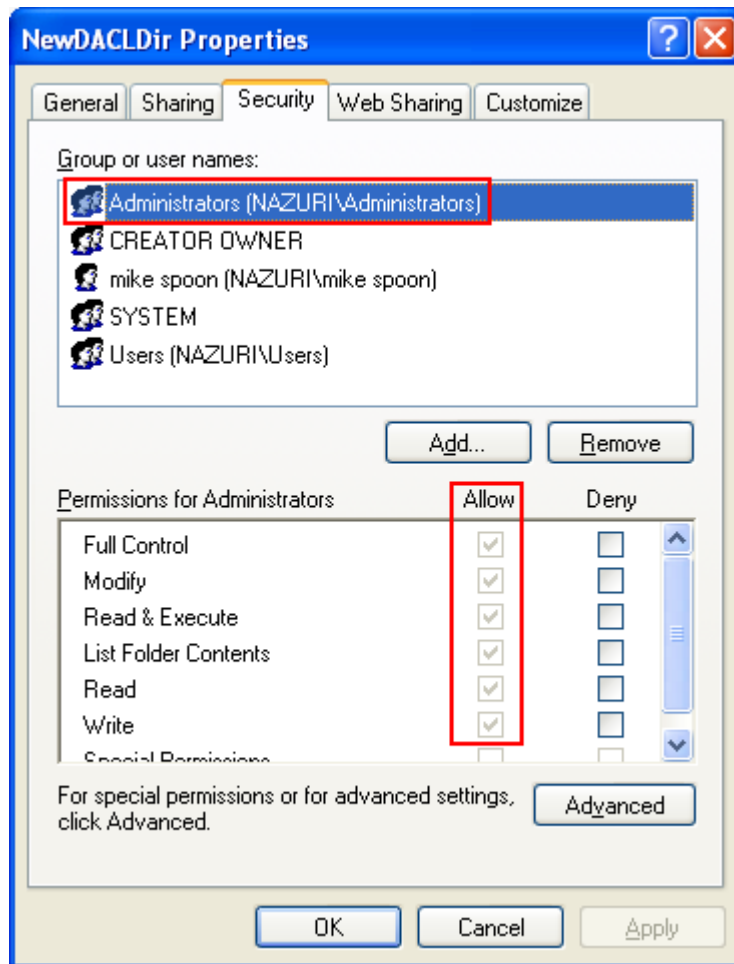 NewDACLDir Properties
General Sharing Security Web Sharing Customize
Group or user names:
Administrators (NAZURI\Administrators)
CREATOR OWNER
mike spoon (NAZURI\mike spoon)
SYSTEM
Users (NAZURI\Users)
Add... Remove
Permissions for Administrators Allow Deny
Full Control
Modify
Read & Execute
List Folder Contents
Read
Write
Special Permissions
For special permissions or for advanced settings,
click Advanced.
Advanced
OK Cancel Apply